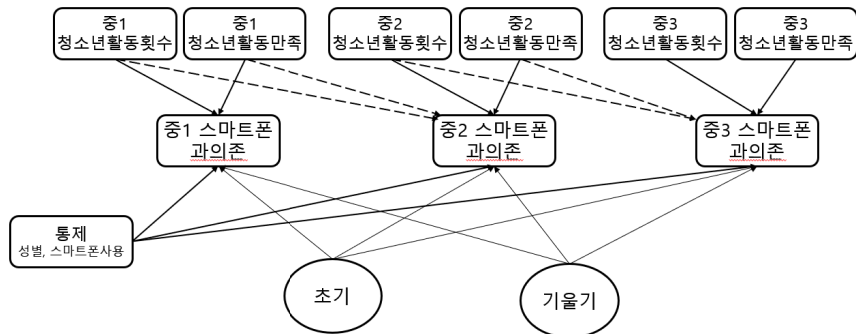 중1
청소년활동횟수
중1
청소년활동만족
중2
청소년활동횟수
중2
청소년활동만족
중3
청소년활동횟수
중3
청소년활동만족
중1 스마트폰
과의존
중2 스마트폰
과의존
중3 스마트폰
과의존
통제
성별, 스마트폰사용
초기
기울기